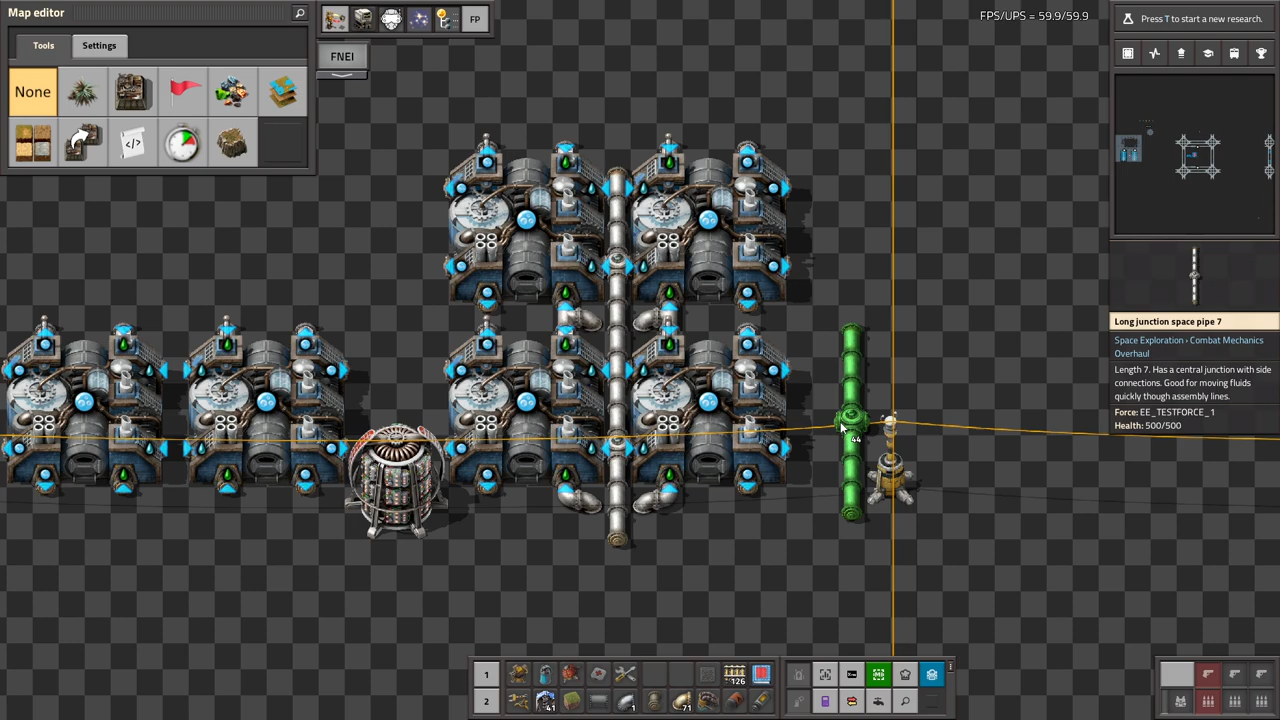 Map editor
Tools
Settings
None
</>
FP
FNEI
FPS/UPS = 59.9/59.9
Press T to start a new research.
Long junction space pipe 7
Space Exploration › Combat Mechanics
Overhaul
Length 7. Has a central junction with side
connections. Good for moving fluids
quickly though assembly lines.
Force: EE_TESTFORCE_1
Health: 500/500
44
1
126
2
41
1
71